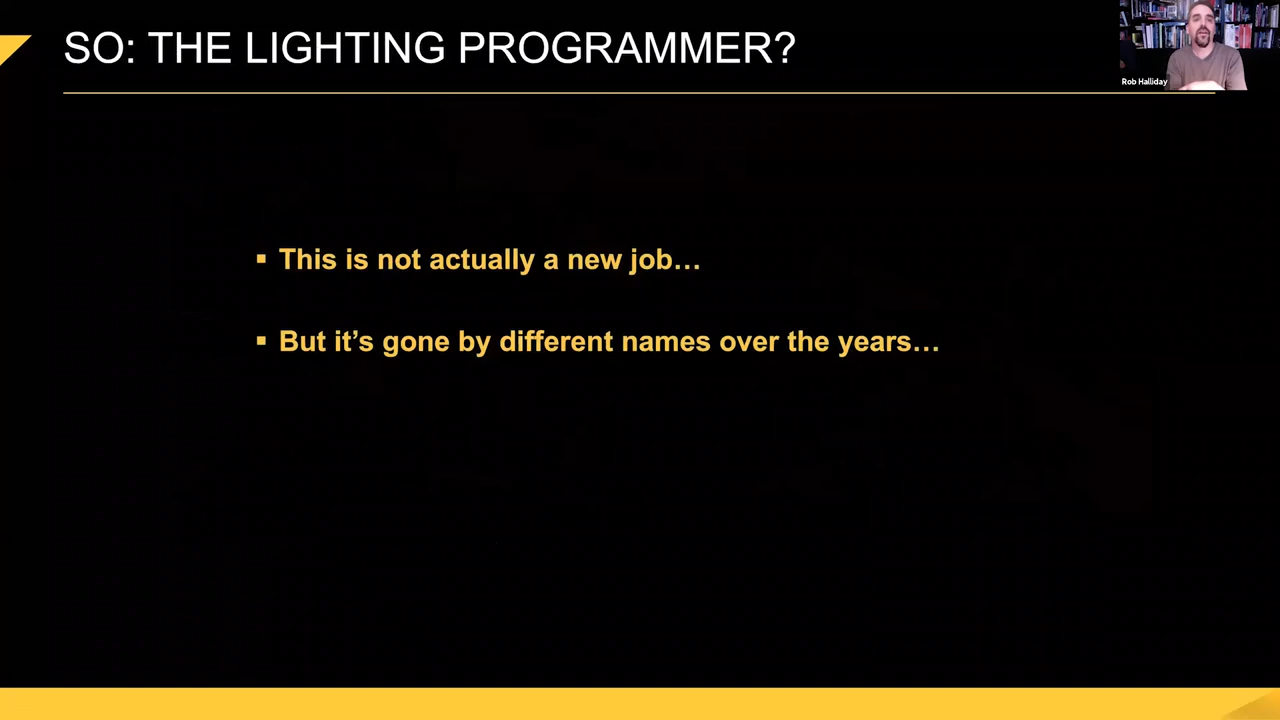 SO: THE LIGHTING PROGRAMMER?
Rob Halliday
▪ This is not actually a new job…
▪ But it’s gone by different names over the years…